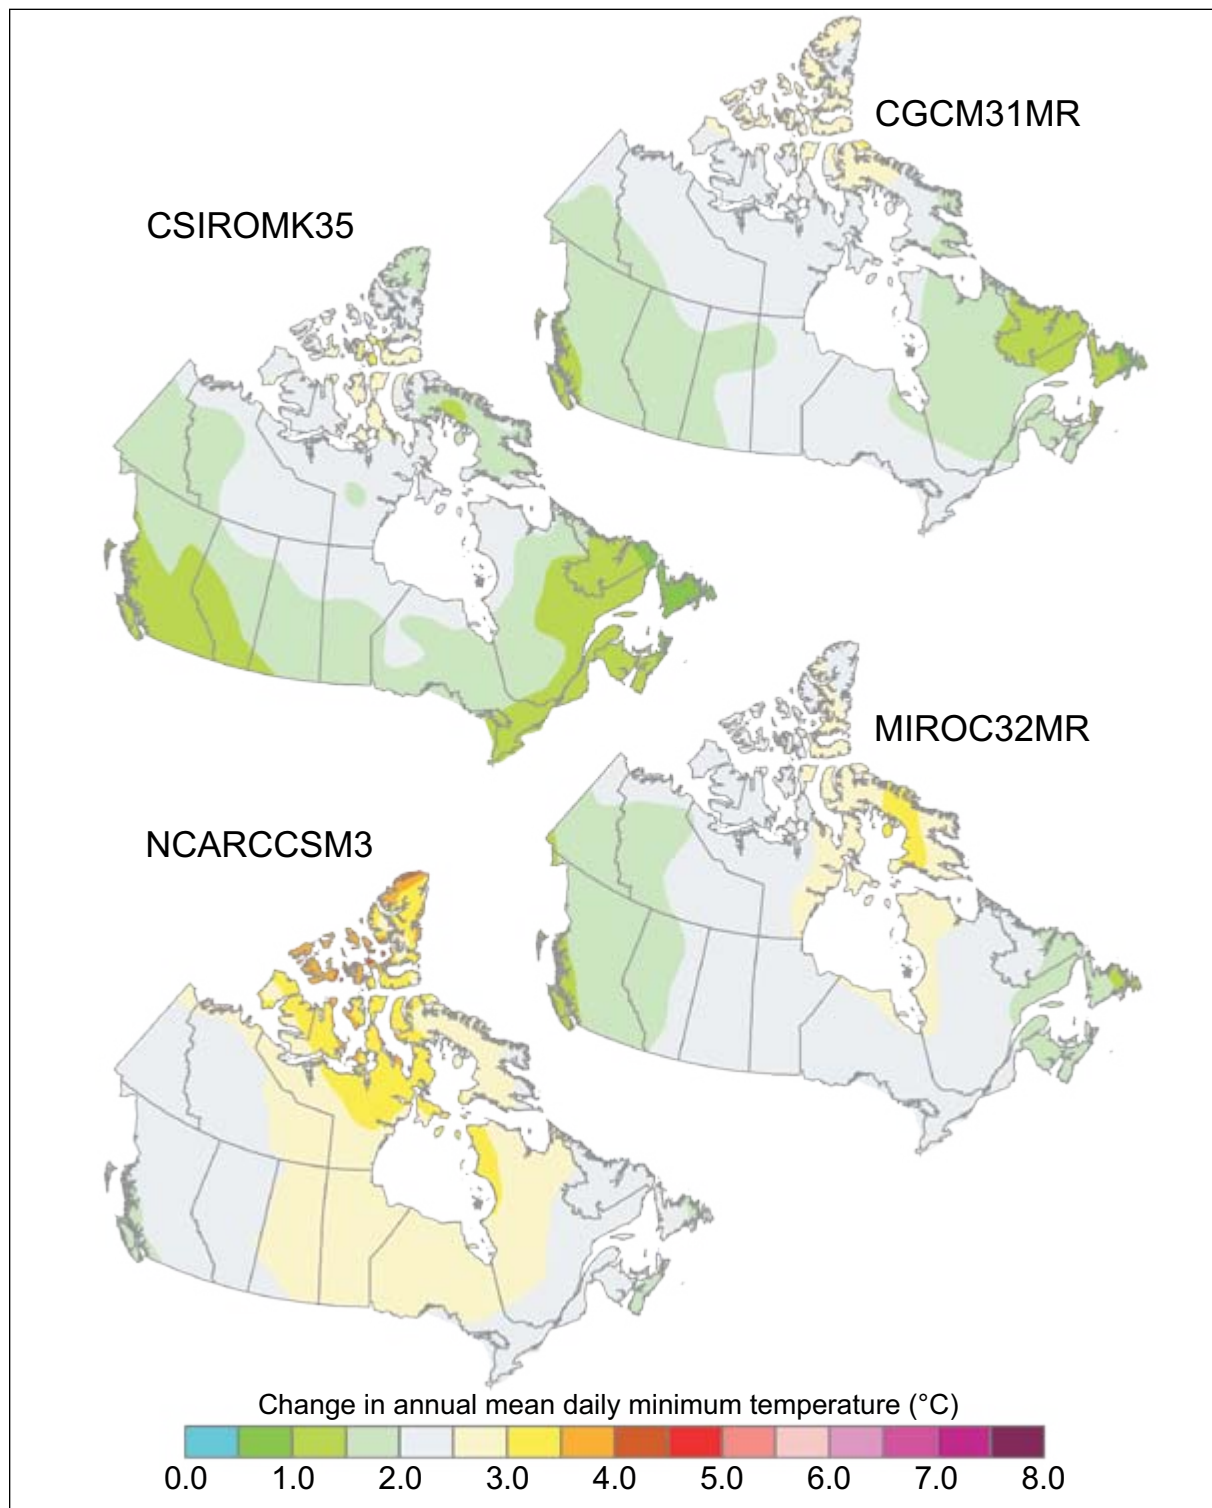 CGCM31MR
CSIROMK35
MIROC32MR
NCARCCSM3
Change in annual mean daily minimum temperature (°C)
0.0 1.0 2.0 3.0 4.0 5.0 6.0 7.0 8.0